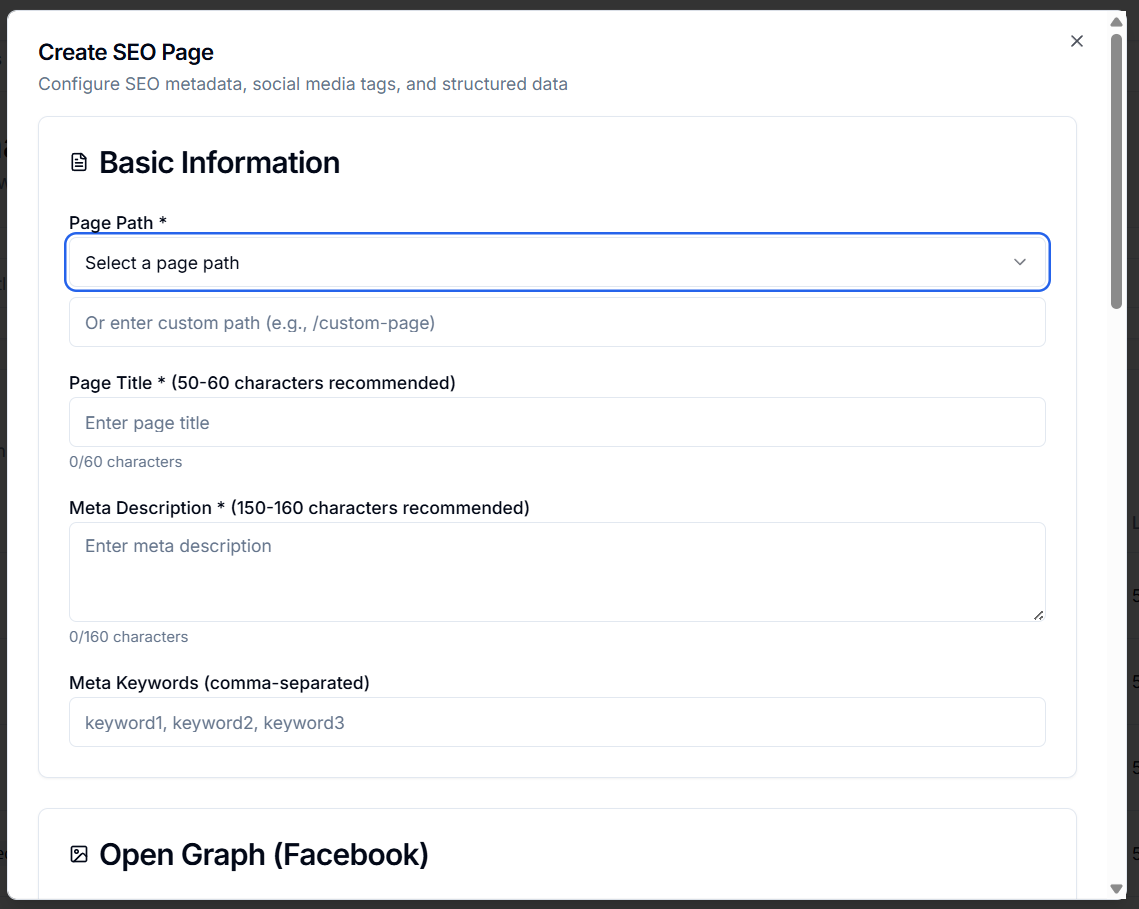 Create SEO Page
Configure SEO metadata, social media tags, and structured data
Basic Information
Page Path *
Select a page path
Or enter custom path (e.g., /custom-page)
Page Title * (50-60 characters recommended)
Enter page title
0/60 characters
Meta Description * (150-160 characters recommended)
Enter meta description
0/160 characters
Meta Keywords (comma-separated)
keyword1, keyword2, keyword3
Open Graph (Facebook)